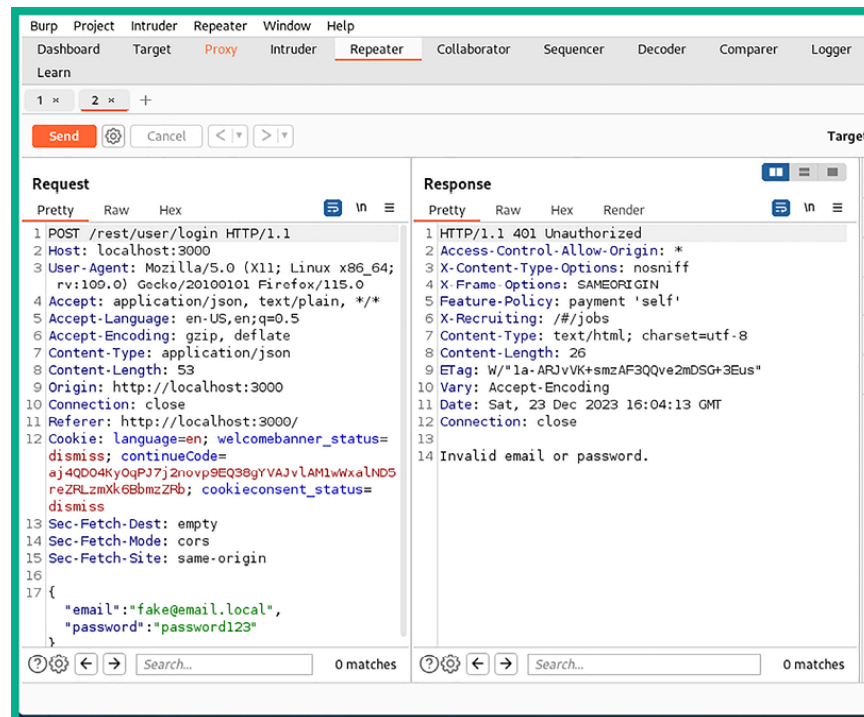 Burp Project Intruder Repeater Window Help
Dashboard Target Proxy Intruder Repeater Collaborator Sequencer Decoder Comparer Logger
Learn
1 × 2 × +
Send Cancel < > Target
Request
Pretty Raw Hex \n
1 POST /rest/user/login HTTP/1.1
2 Host: localhost:3000
3 User-Agent: Mozilla/5.0 (X11; Linux x86_64;
rv:109.0) Gecko/20100101 Firefox/115.0
4 Accept: application/json, text/plain, */*
5 Accept-Language: en-US,en;q=0.5
6 Accept-Encoding: gzip, deflate
7 Content-Type: application/json
8 Content-Length: 53
9 Origin: http://localhost:3000
10 Connection: close
11 Referer: http://localhost:3000/
12 Cookie: language=en; welcomebanner_status=
dismiss; continueCode=
aj4QDO4KyOqPJ7j2novp9EQ38gYVAJvlAM1wWxalND5
reZRLzmXk6BbmzZRb; cookieconsent_status=
dismiss
13 Sec-Fetch-Dest: empty
14 Sec-Fetch-Mode: cors
15 Sec-Fetch-Site: same-origin
16
17 {
"email":"fake@email.local",
"password":"password123"
}
Search... 0 matches
Response
Pretty Raw Hex Render \n
1 HTTP/1.1 401 Unauthorized
2 Access-Control-Allow-Origin: *
3 X-Content-Type-Options: nosniff
4 X-Frame-Options: SAMEORIGIN
5 Feature-Policy: payment 'self'
6 X-Recruiting: /#/jobs
7 Content-Type: text/html; charset=utf-8
8 Content-Length: 26
9 ETag: W/"1a-ARJvVK+smzAF3QQve2mDSG+3Eus"
10 Vary: Accept-Encoding
11 Date: Sat, 23 Dec 2023 16:04:13 GMT
12 Connection: close
13
14 Invalid email or password.
Search... 0 matches